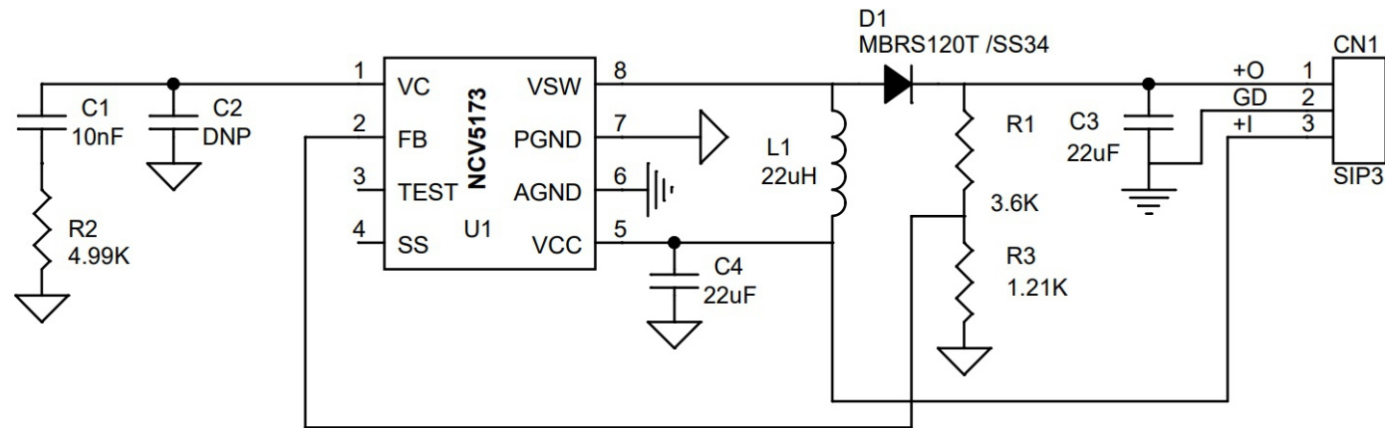 D1
MBRS120T /SS34
CN1
1
VC
VSW
8
+O
1
C1
10nF
C2
DNP
2
FB
NCV5173
PGND
7
L1
22uH
R1
C3
22uF
GD
2
+I
3
3
TEST
AGND
6
SIP3
R2
4.99K
4
SS
U1
VCC
5
3.6K
C4
22uF
R3
1.21K